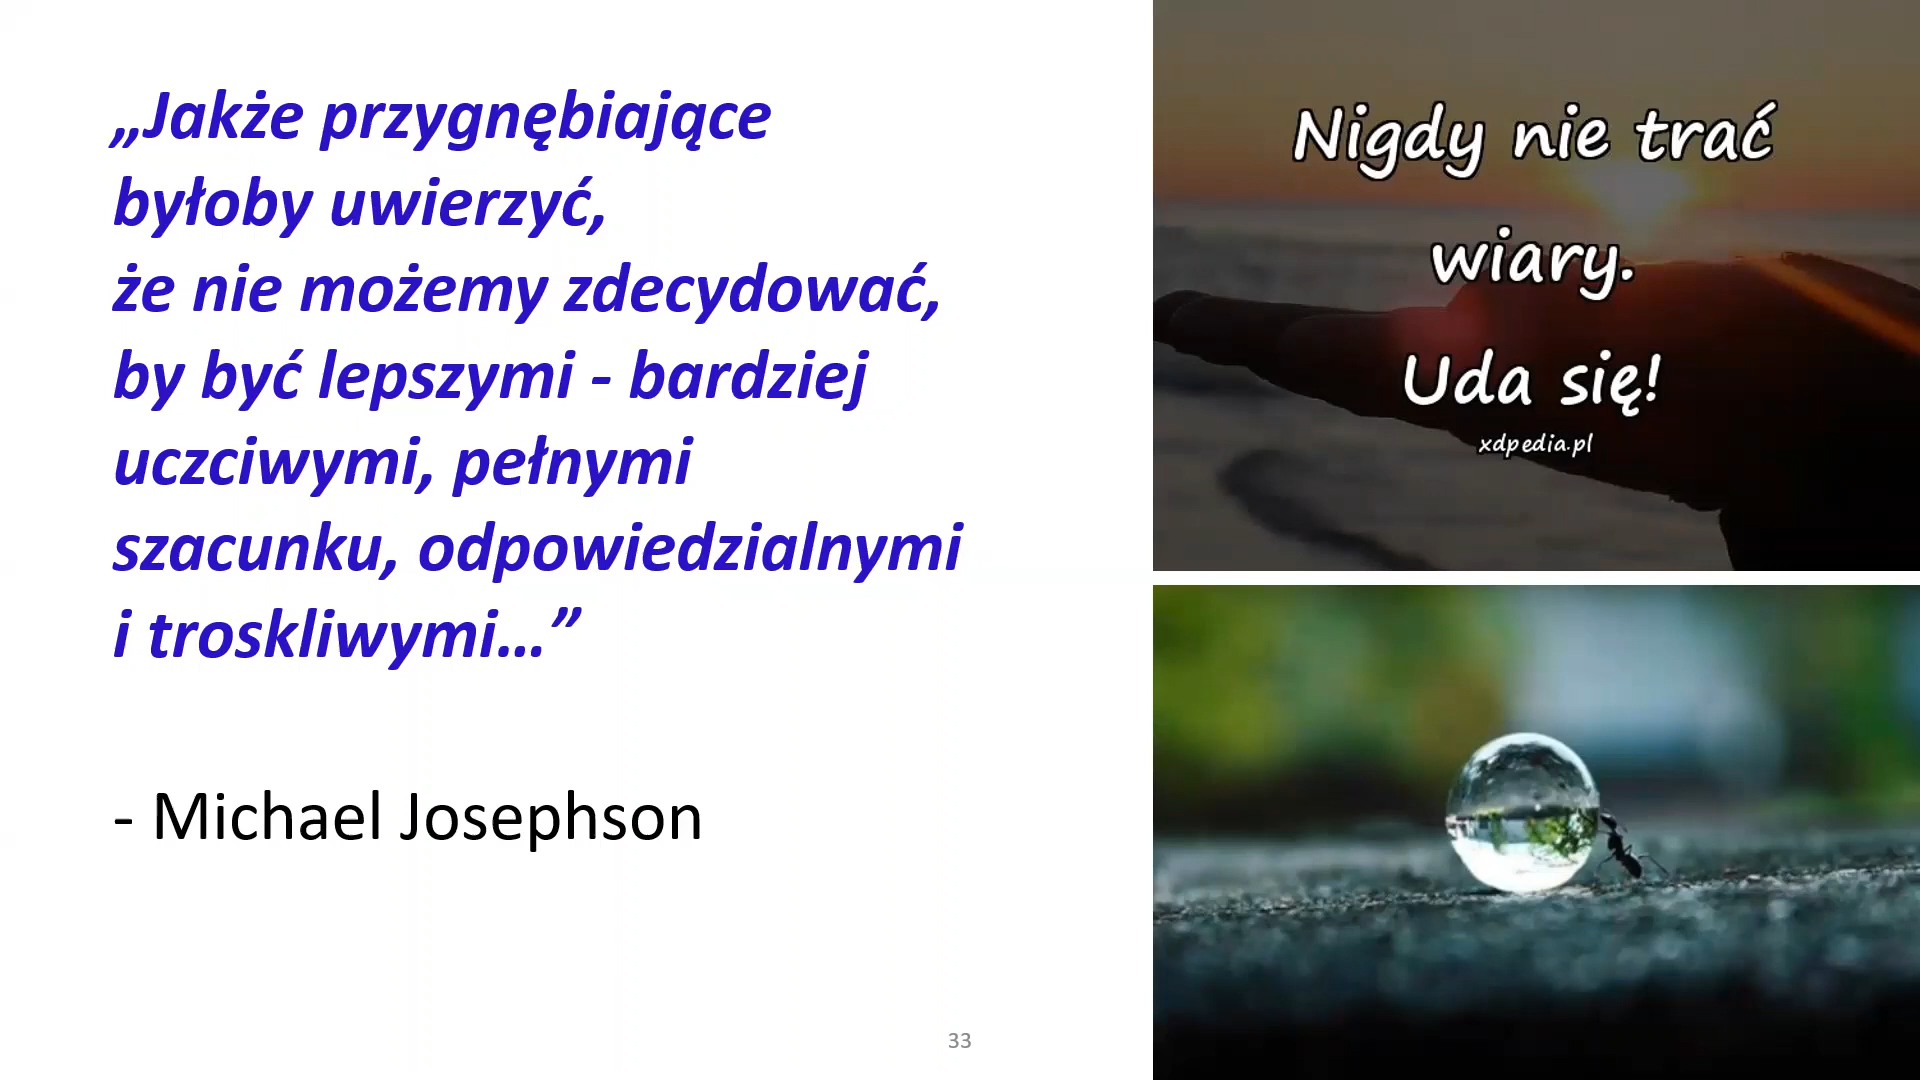 „Jakże przygnębiające
byłoby uwierzyć,
że nie możemy zdecydować,
by być lepszymi - bardziej
uczciwymi, pełnymi
szacunku, odpowiedzialnymi
i troskliwymi…”
- Michael Josephson
33
Nigdy nie trać
wiary.
Uda się!
xdpedia.pl